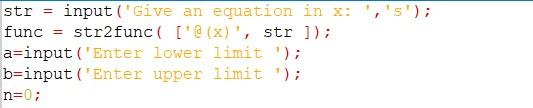 str = input('Give an equation in x: ','s');
func = str2func( ['@(x)', str ]);
a=input('Enter lower limit ');
b=input('Enter upper limit ');
n=0;